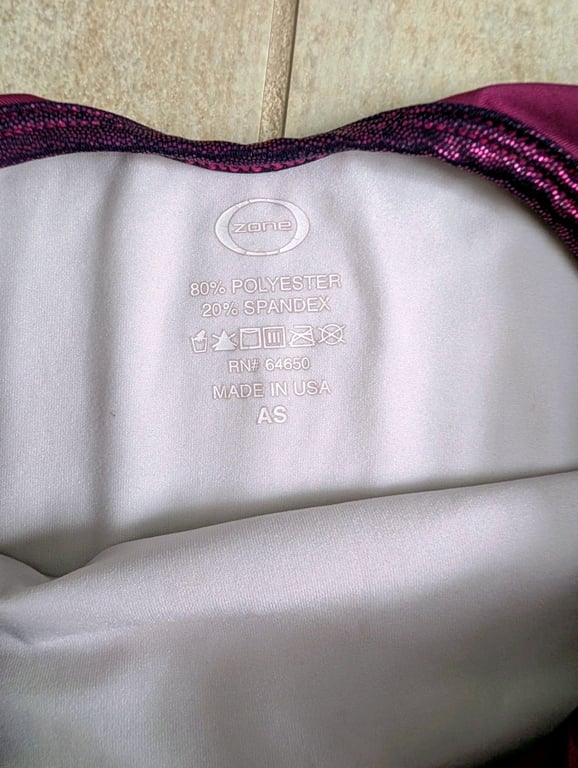 zone
80% POLYESTER
20% SPANDEX
RN# 64650
MADE IN USA
AS